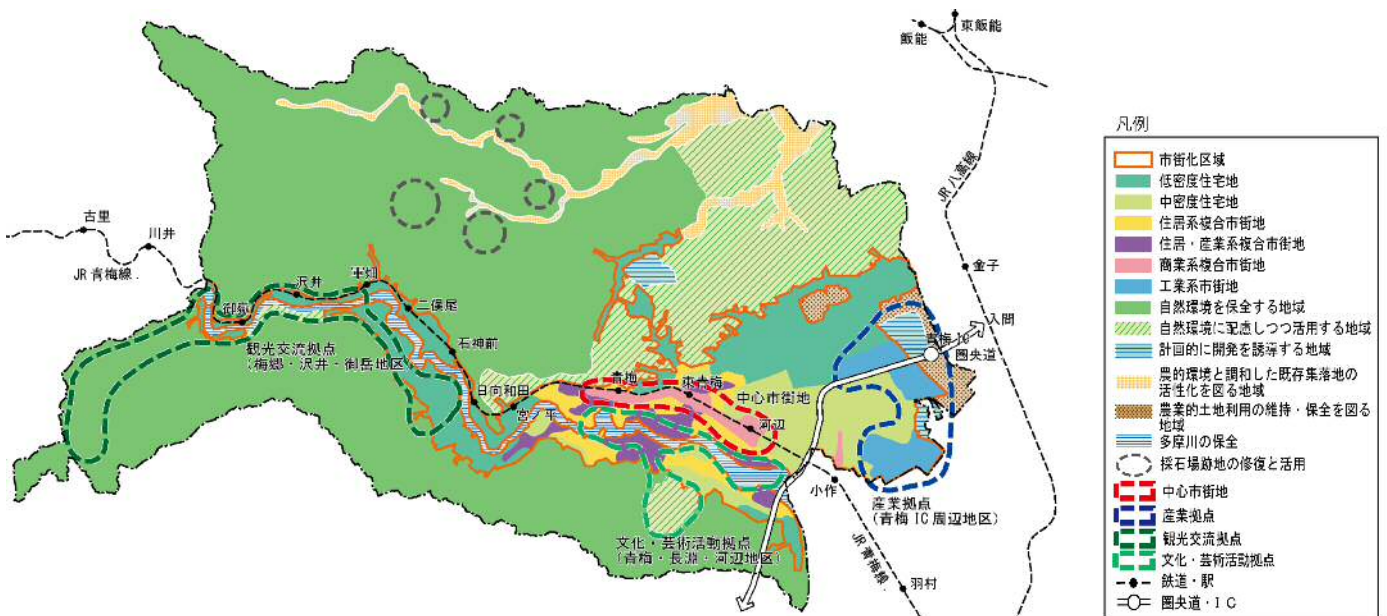 飯能
東飯能
JR八高線
古里
川井
JR青梅線
御嶽
沢井
軍畑
二俣尾
石神前
日向和田
宮ノ平
青梅
東青梅
河辺
小作
羽村
金子
入間
青梅IC
圏央道
JR青梅線
観光交流拠点
(梅郷・沢井・御岳地区)
中心市街地
産業拠点
(青梅IC周辺地区)
文化・芸術活動拠点
(青梅・長淵・河辺地区)
凡例
市街化区域
低密度住宅地
中密度住宅地
住居系複合市街地
住居・産業系複合市街地
商業系複合市街地
工業系市街地
自然環境を保全する地域
自然環境に配慮しつつ活用する地域
計画的に開発を誘導する地域
農的環境と調和した既存集落地の
活性化を図る地域
農業的土地利用の維持・保全を図る
地域
多摩川の保全
採石場跡地の修復と活用
中心市街地
産業拠点
観光交流拠点
文化・芸術活動拠点
鉄道・駅
圏央道・IC